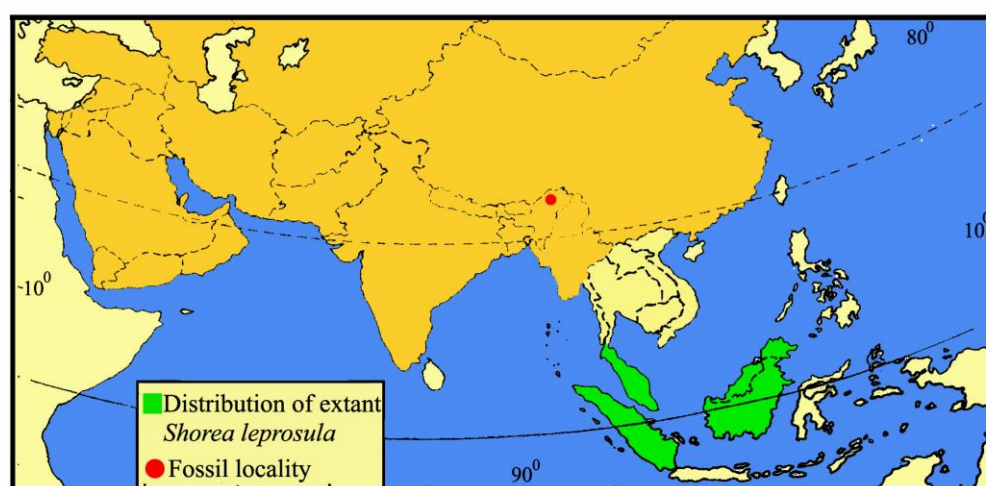 80⁰
10⁰
10⁰
Distribution of extant
Shorea leprosula
Fossil locality
90⁰